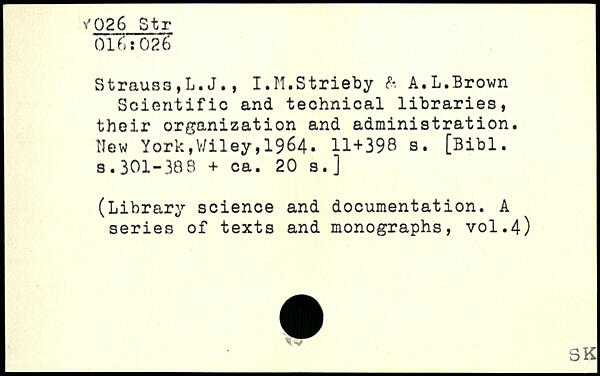 v026 Str
016:026
Strauss,L.J., I.M.Strieby & A.L.Brown
Scientific and technical libraries,
their organization and administration.
New York,Wiley,1964. 11+398 s. [Bibl.
s.301-388 + ca. 20 s.]
(Library science and documentation. A
series of texts and monographs, vol.4)
SK